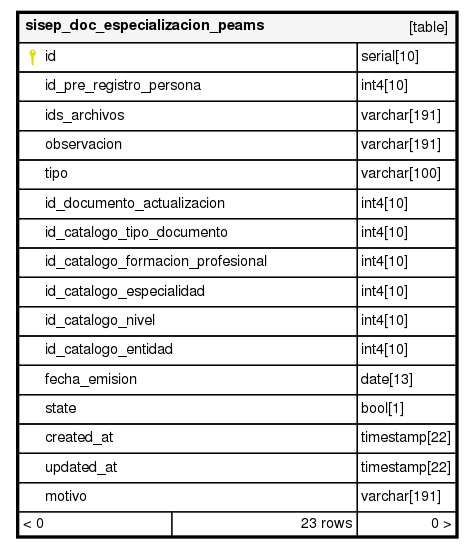 sisep_doc_especializacion_peams [table]
id serial[10]
id_pre_registro_persona int4[10]
ids_archivos varchar[191]
observacion varchar[191]
tipo varchar[100]
id_documento_actualizacion int4[10]
id_catalogo_tipo_documento int4[10]
id_catalogo_formacion_profesional int4[10]
id_catalogo_especialidad int4[10]
id_catalogo_nivel int4[10]
id_catalogo_entidad int4[10]
fecha_emision date[13]
state bool[1]
created_at timestamp[22]
updated_at timestamp[22]
motivo varchar[191]
< 0 23 rows 0 >